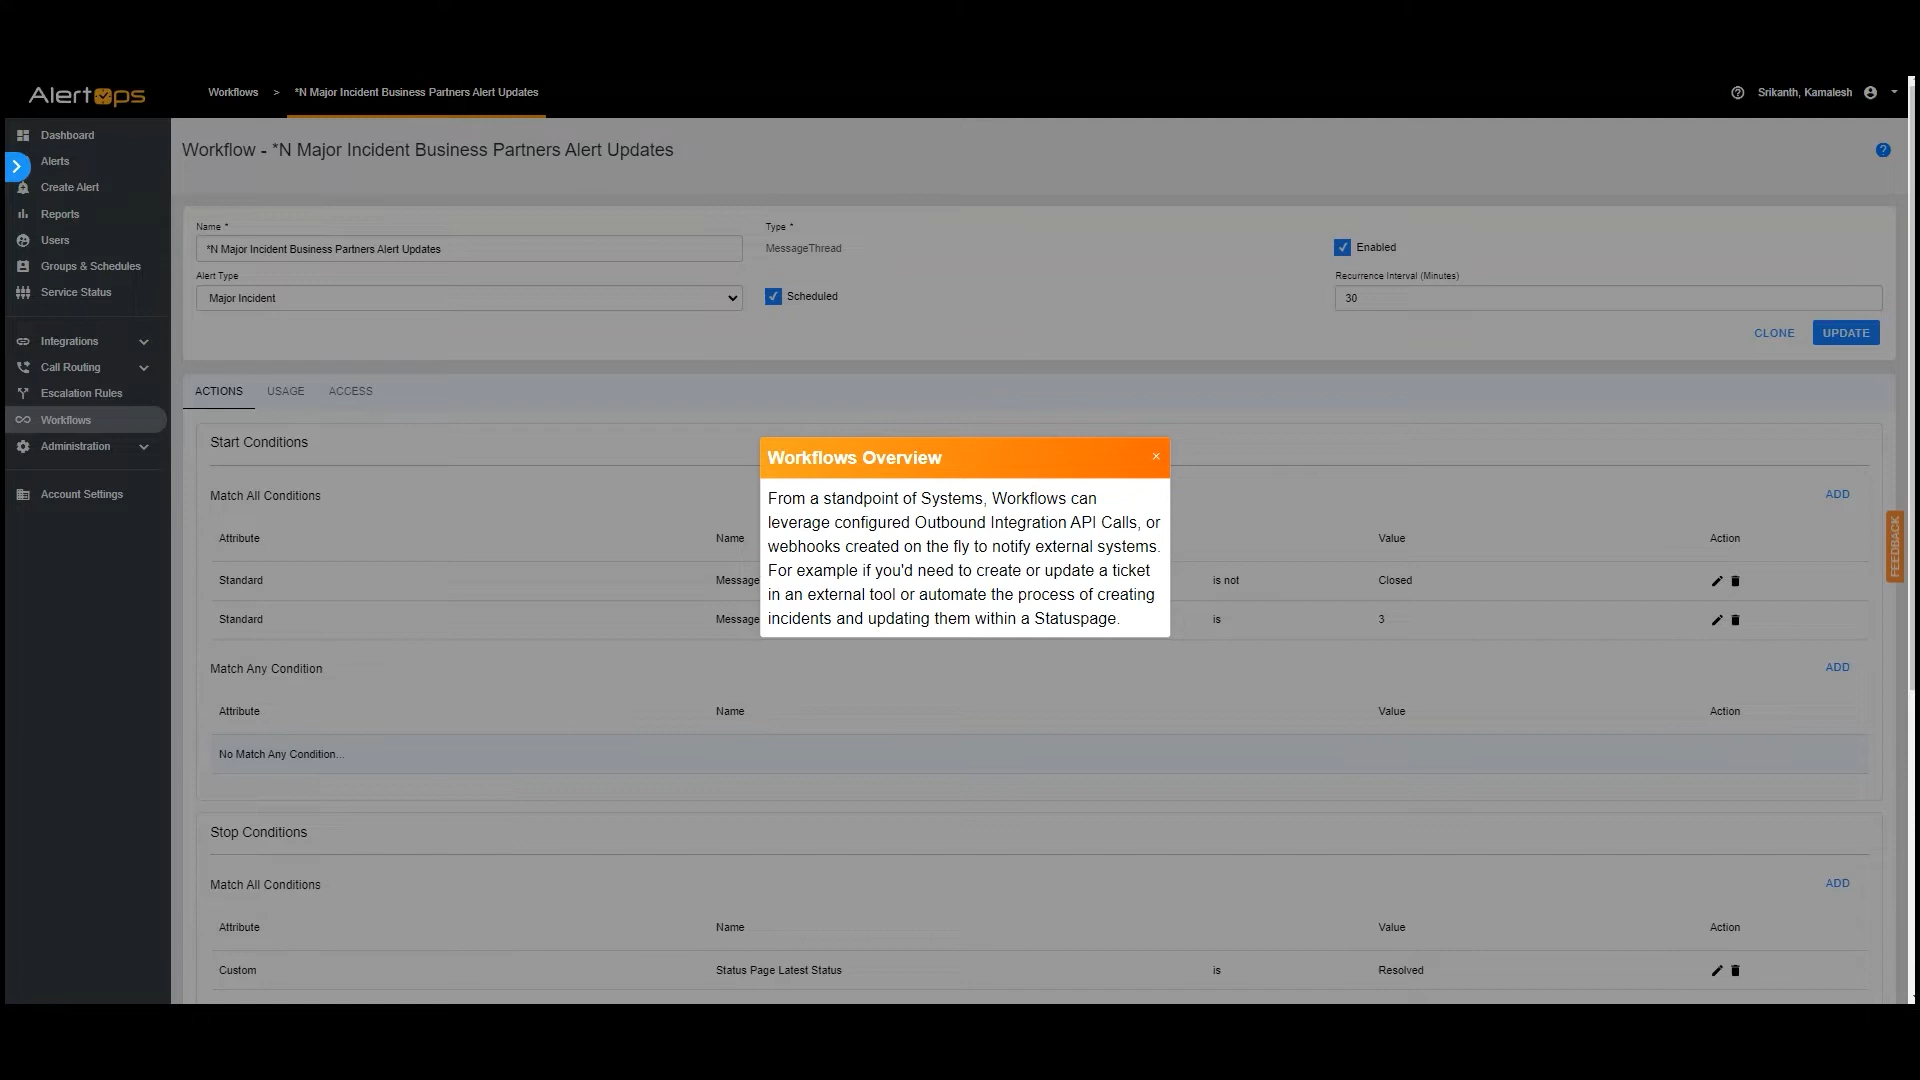 AlertOps
Workflows > *N Major Incident Business Partners Alert Updates
Srikanth, Kamalesh
Dashboard
Alerts
Create Alert
Reports
Users
Groups & Schedules
Service Status
Integrations
Call Routing
Escalation Rules
Workflows
Administration
Account Settings
Workflow - *N Major Incident Business Partners Alert Updates
Name *
*N Major Incident Business Partners Alert Updates
Type *
MessageThread
Enabled
Alert Type
Major Incident
Scheduled
Recurrence Interval (Minutes)
30
CLONE
UPDATE
ACTIONS
USAGE
ACCESS
Start Conditions
Match All Conditions
ADD
Attribute Name Value Action
Standard Message is not Closed
Standard Message is 3
Match Any Condition
ADD
Attribute Name Value Action
No Match Any Condition...
Stop Conditions
Match All Conditions
ADD
Attribute Name Value Action
Custom Status Page Latest Status is Resolved
Workflows Overview
×
From a standpoint of Systems, Workflows can
leverage configured Outbound Integration API Calls, or
webhooks created on the fly to notify external systems.
For example if you'd need to create or update a ticket
in an external tool or automate the process of creating
incidents and updating them within a Statuspage.
FEEDBACK